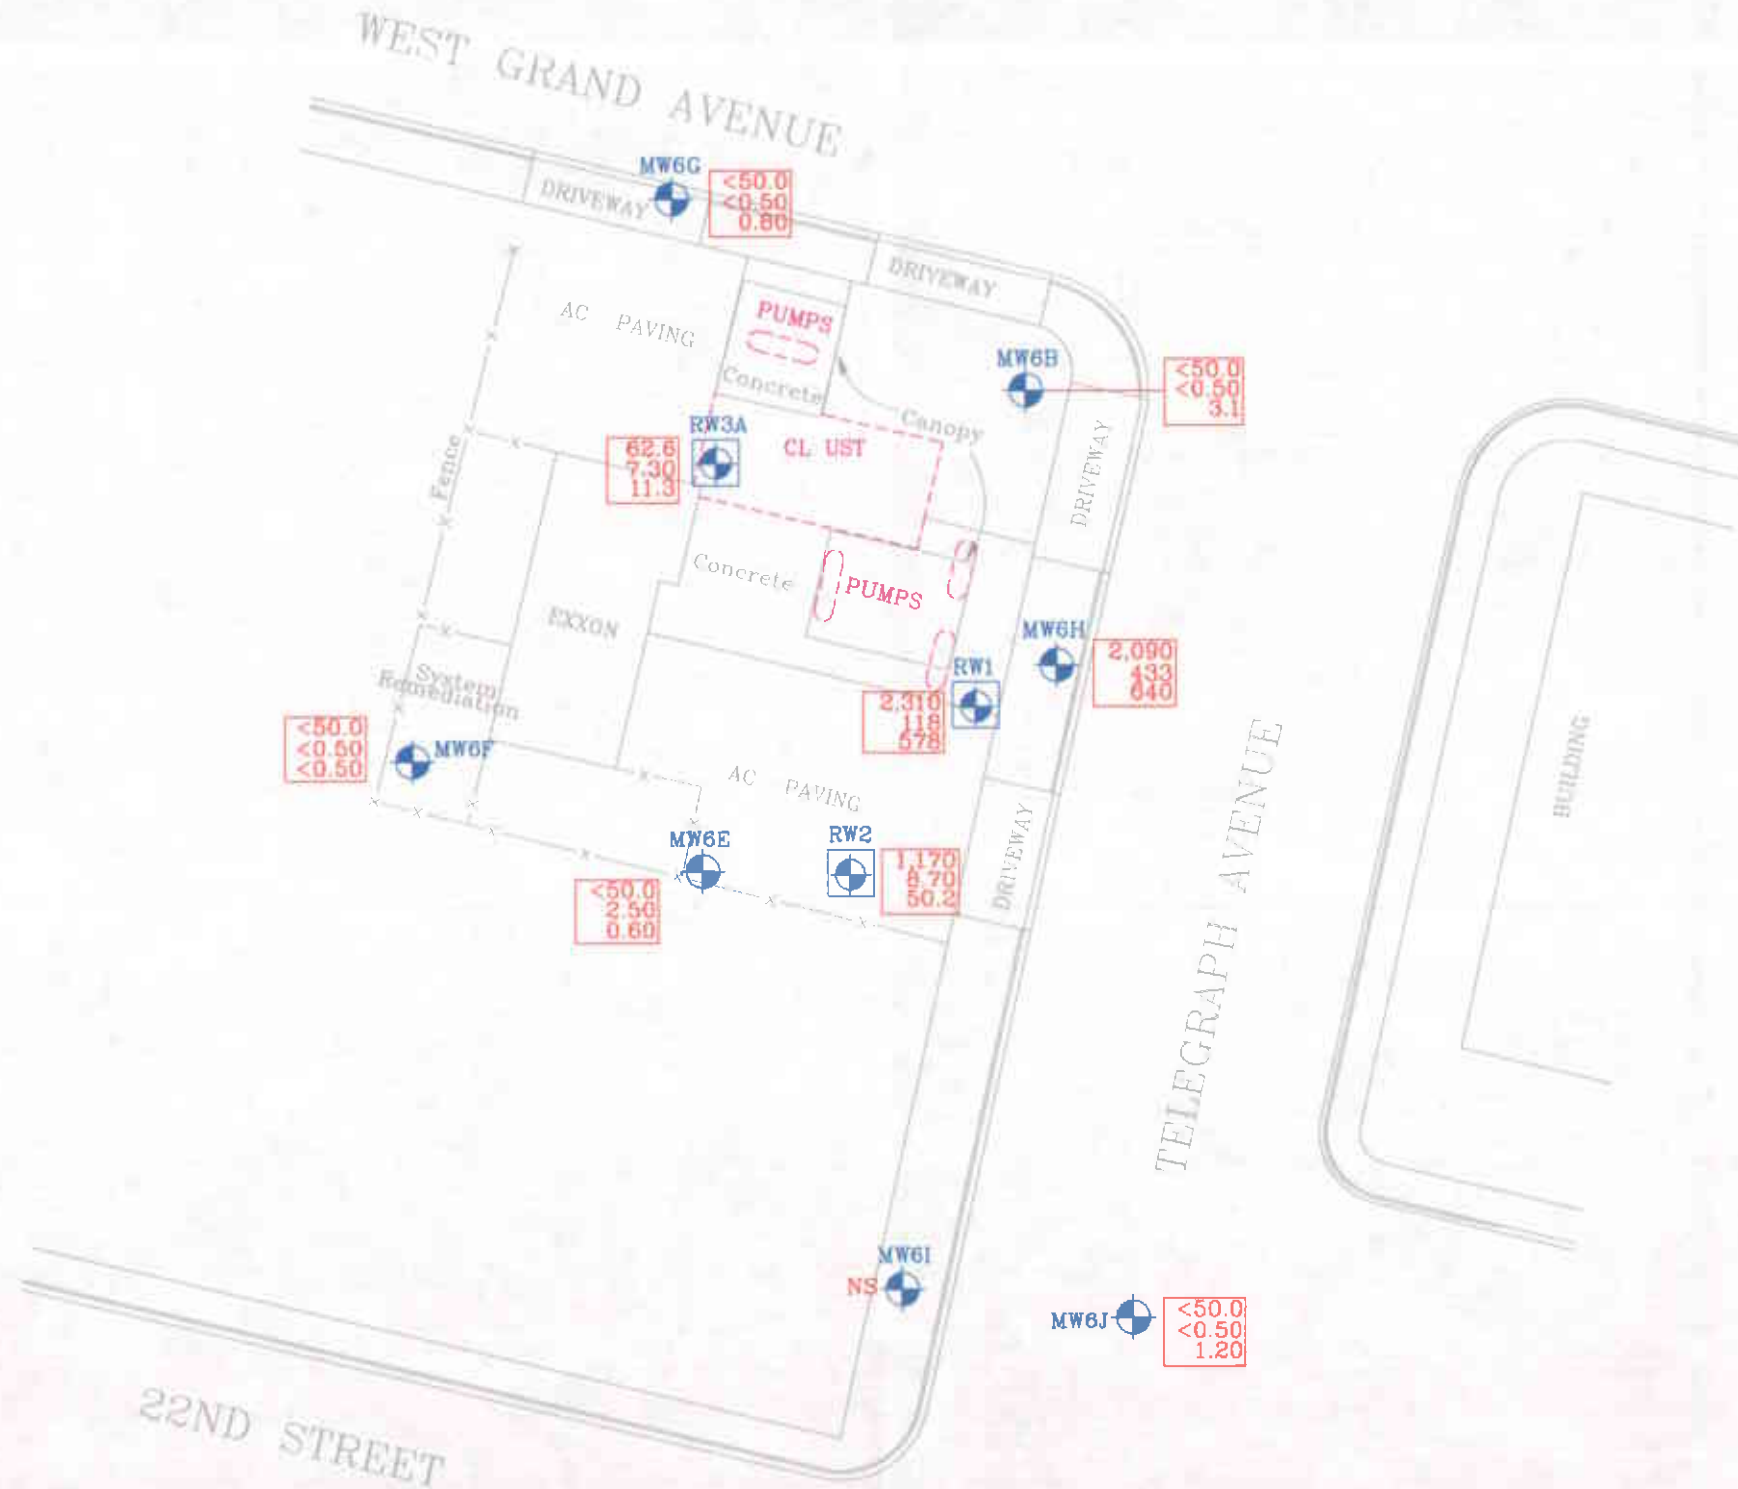 WEST GRAND AVENUE
MW6G
<50.0
<0.50
0.80
DRIVEWAY
DRIVEWAY
AC PAVING
PUMPS
Concrete
MW6B
<50.0
<0.50
3.1
Canopy
RW3A
62.6
7.30
11.3
CL UST
Fence
DRIVEWAY
Concrete
PUMPS
EXXON
MW6H
2,090
433
640
System
Remediation
RW1
2,310
118
578
<50.0
<0.50
<0.50
MW6F
AC PAVING
BUILDING
TELEGRAPH AVENUE
MW6E
<50.0
2.50
0.60
RW2
1,170
8.70
50.2
DRIVEWAY
MW6I
NS
MW6J
<50.0
<0.50
1.20
22ND STREET